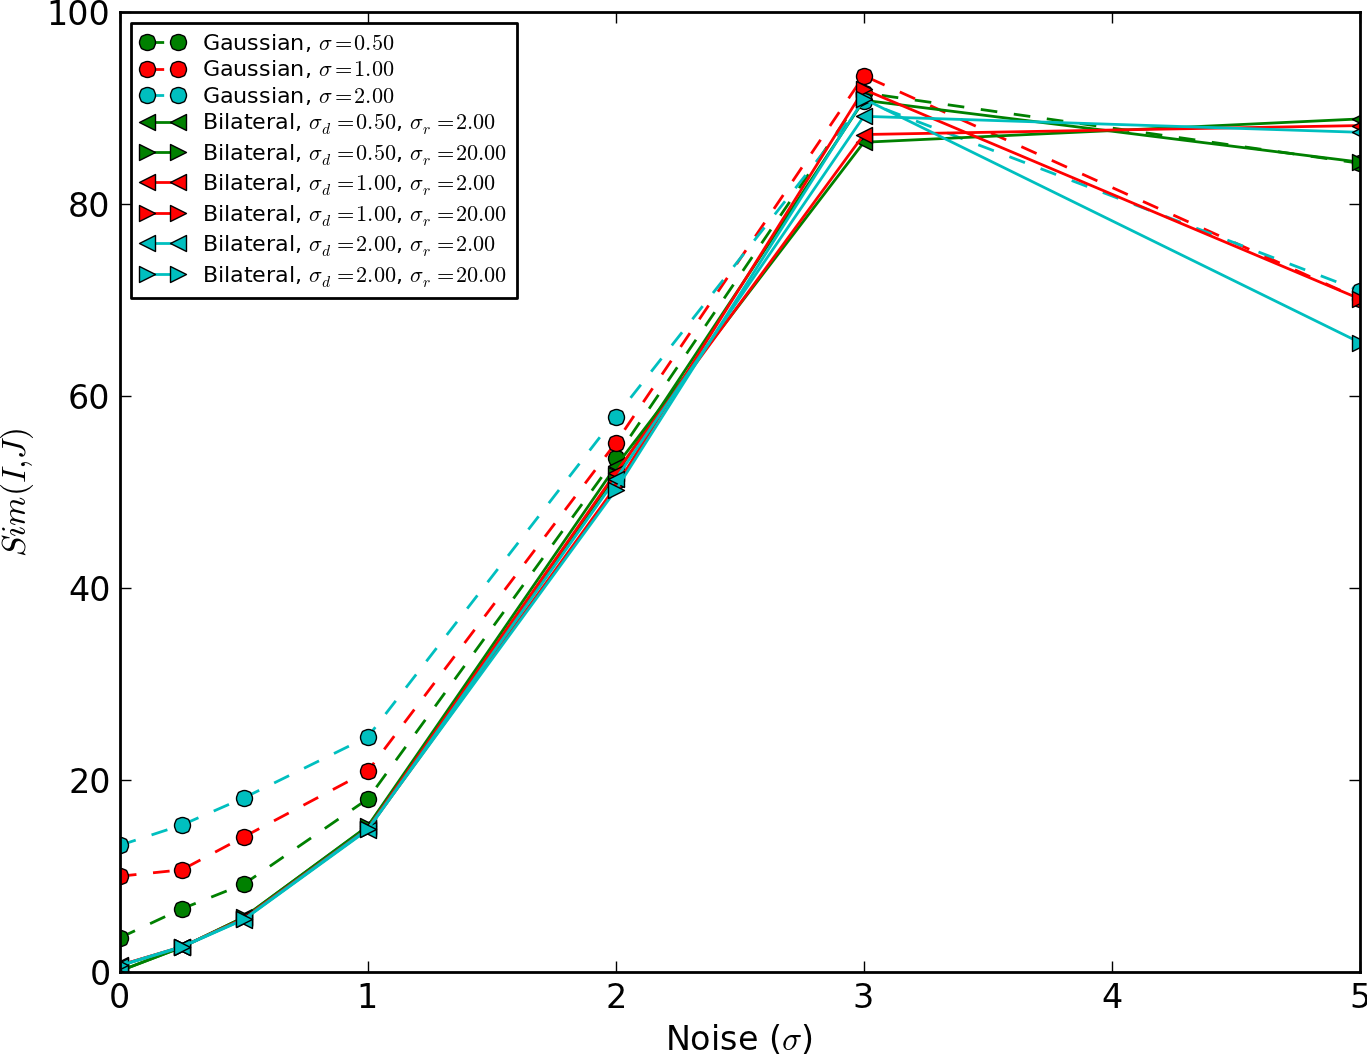 100
80
60
40
20
0
Sim(I,J)
Gaussian, σ=0.50
Gaussian, σ=1.00
Gaussian, σ=2.00
Bilateral, σ_d=0.50, σ_r=2.00
Bilateral, σ_d=0.50, σ_r=20.00
Bilateral, σ_d=1.00, σ_r=2.00
Bilateral, σ_d=1.00, σ_r=20.00
Bilateral, σ_d=2.00, σ_r=2.00
Bilateral, σ_d=2.00, σ_r=20.00
0 1 2 3 4 5
Noise (σ)